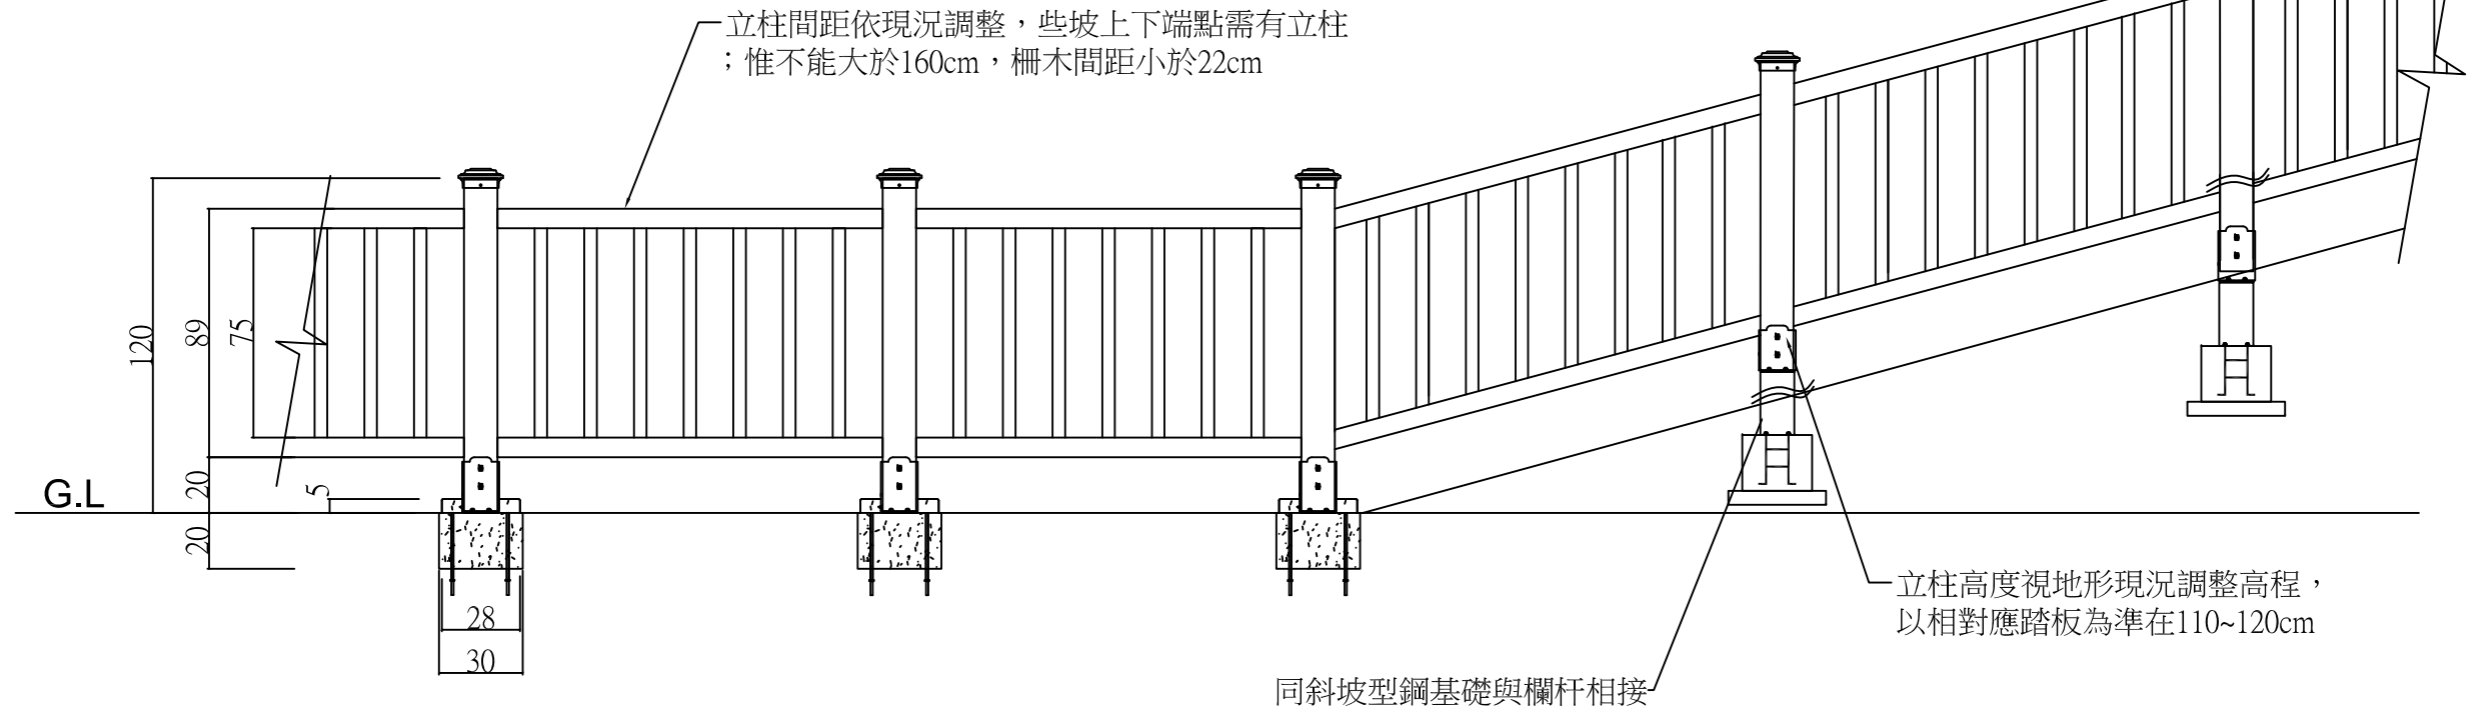 立柱間距依現況調整，些坡上下端點需有立柱
；惟不能大於160cm，柵木間距小於22cm
120
89
75
20
5
G.L
20
28
30
立柱高度視地形現況調整高程，
以相對應踏板為準在110~120cm
同斜坡型鋼基礎與欄杆相接